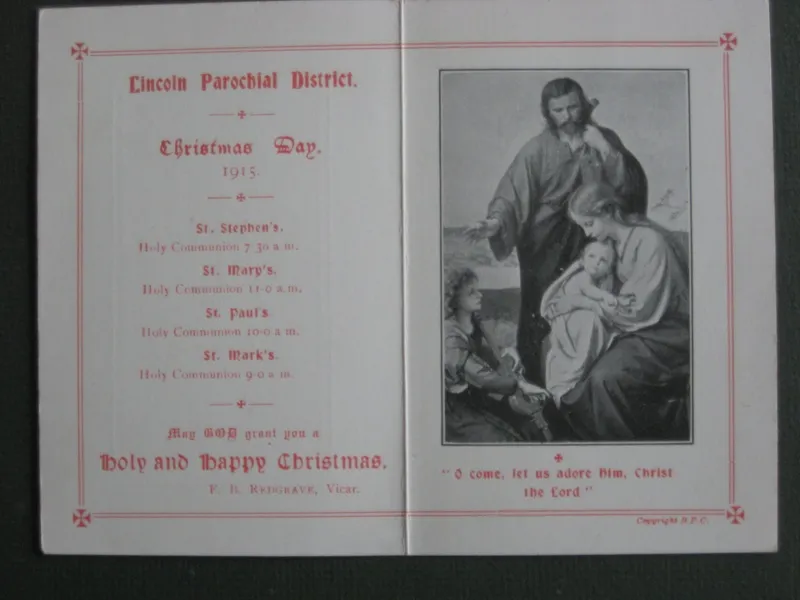 Lincoln Parochial District.
Christmas Day.
1915.
St. Stephen's.
Holy Communion 7-30 a.m.
St. Mary's.
Holy Communion 11-0 a.m.
St. Paul's
Holy Communion 10-0 a.m.
St. Mark's.
Holy Communion 9-0 a.m.
May GOD grant you a
Holy and Happy Christmas.
F. B. REDGRAVE, Vicar.
"O come, let us adore Him, Christ
the Lord"
Copyright B.P.C.